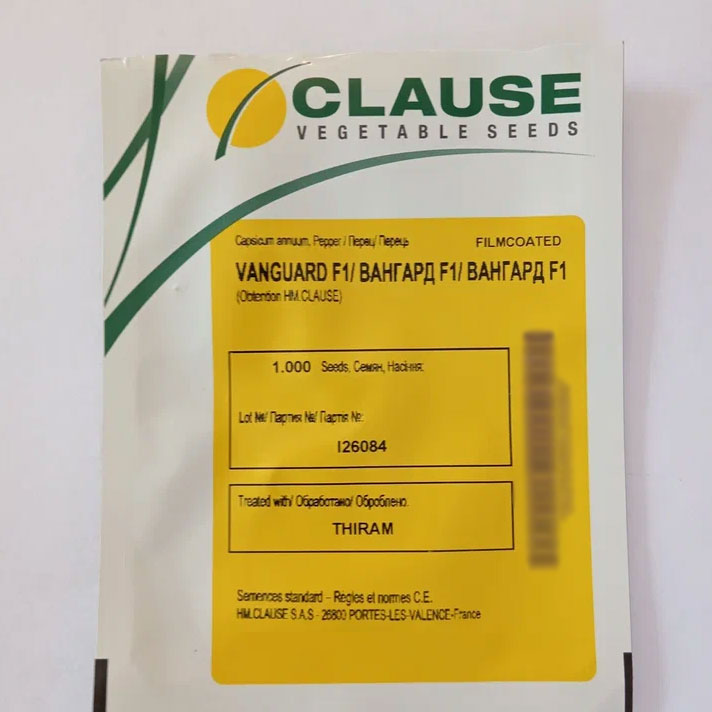 CLAUSE
VEGETABLE SEEDS
Capsicum annuum, Pepper / Перец/ Перець
FILMCOATED
VANGUARD F1/ ВАНГАРД F1/ ВАНГАРД F1
(Obtention HM.CLAUSE)
1.000 Seeds, Семян, Насіння:
Lot №/ Партия №/ Партія №:
I26084
Treated with/ Обработано/ Оброблено:
THIRAM
Semences standard - Règles et normes C.E.
HM.CLAUSE S.A.S - 26800 PORTES-LES-VALENCE-France